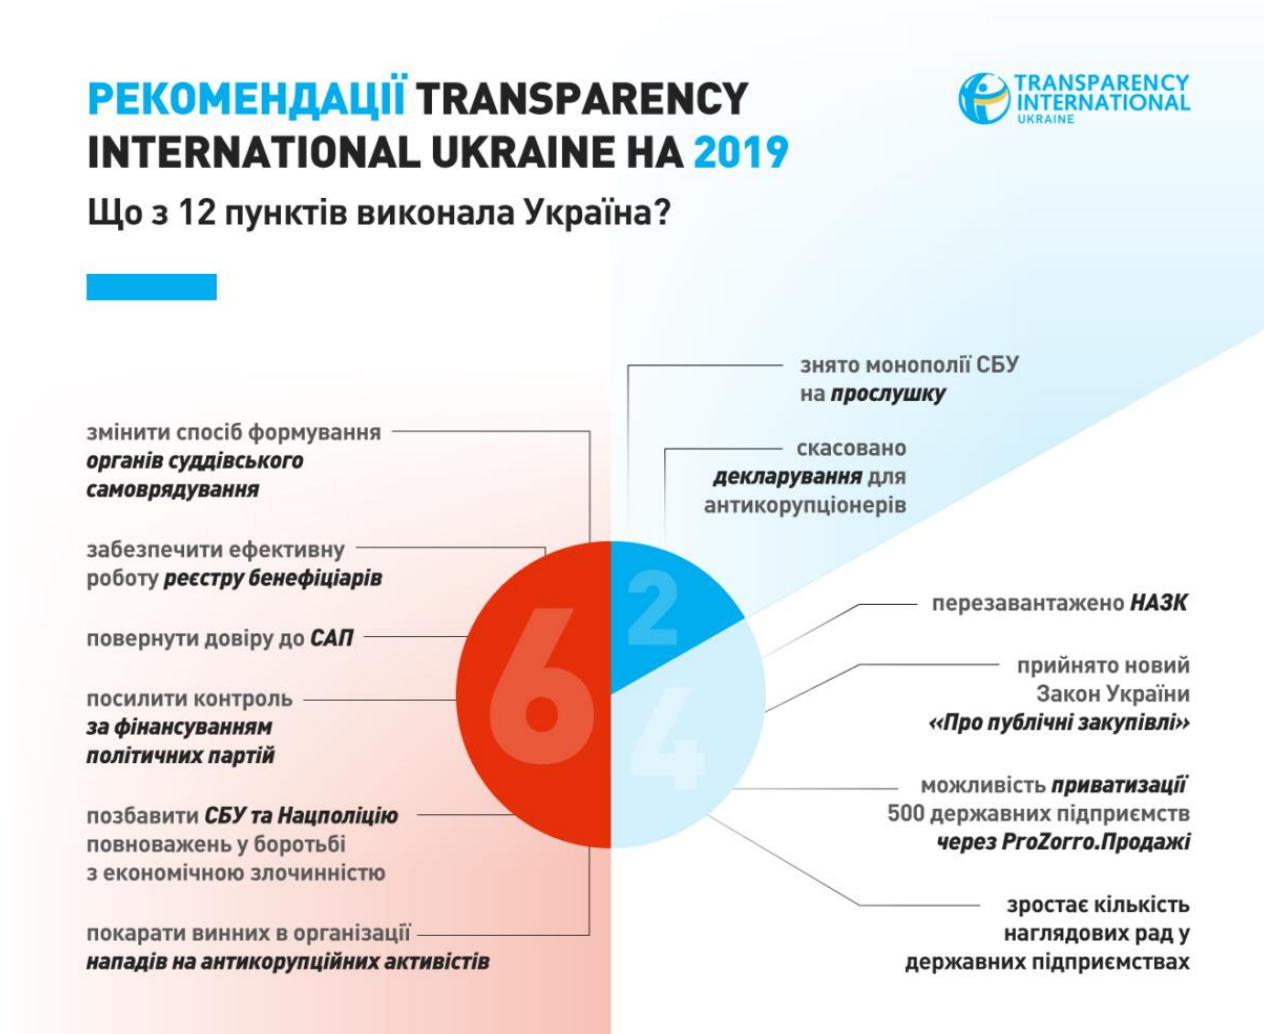 РЕКОМЕНДАЦІЇ TRANSPARENCY
INTERNATIONAL UKRAINE НА 2019
Що з 12 пунктів виконала Україна?
TRANSPARENCY
INTERNATIONAL
UKRAINE
змінити спосіб формування
органів суддівського
самоврядування
забезпечити ефективну
роботу реєстру бенефіціарів
повернути довіру до САП
посилити контроль
за фінансуванням
політичних партій
позбавити СБУ та Нацполіцію
повноважень у боротьбі
з економічною злочинністю
покарати винних в організації
нападів на антикорупційних активістів
6
2
4
знято монополії СБУ
на прослушку
скасовано
декларування для
антикорупціонерів
перезавантажено НАЗК
прийнято новий
Закон України
«Про публічні закупівлі»
можливість приватизації
500 державних підприємств
через ProZorro.Продажі
зростає кількість
наглядових рад у
державних підприємствах